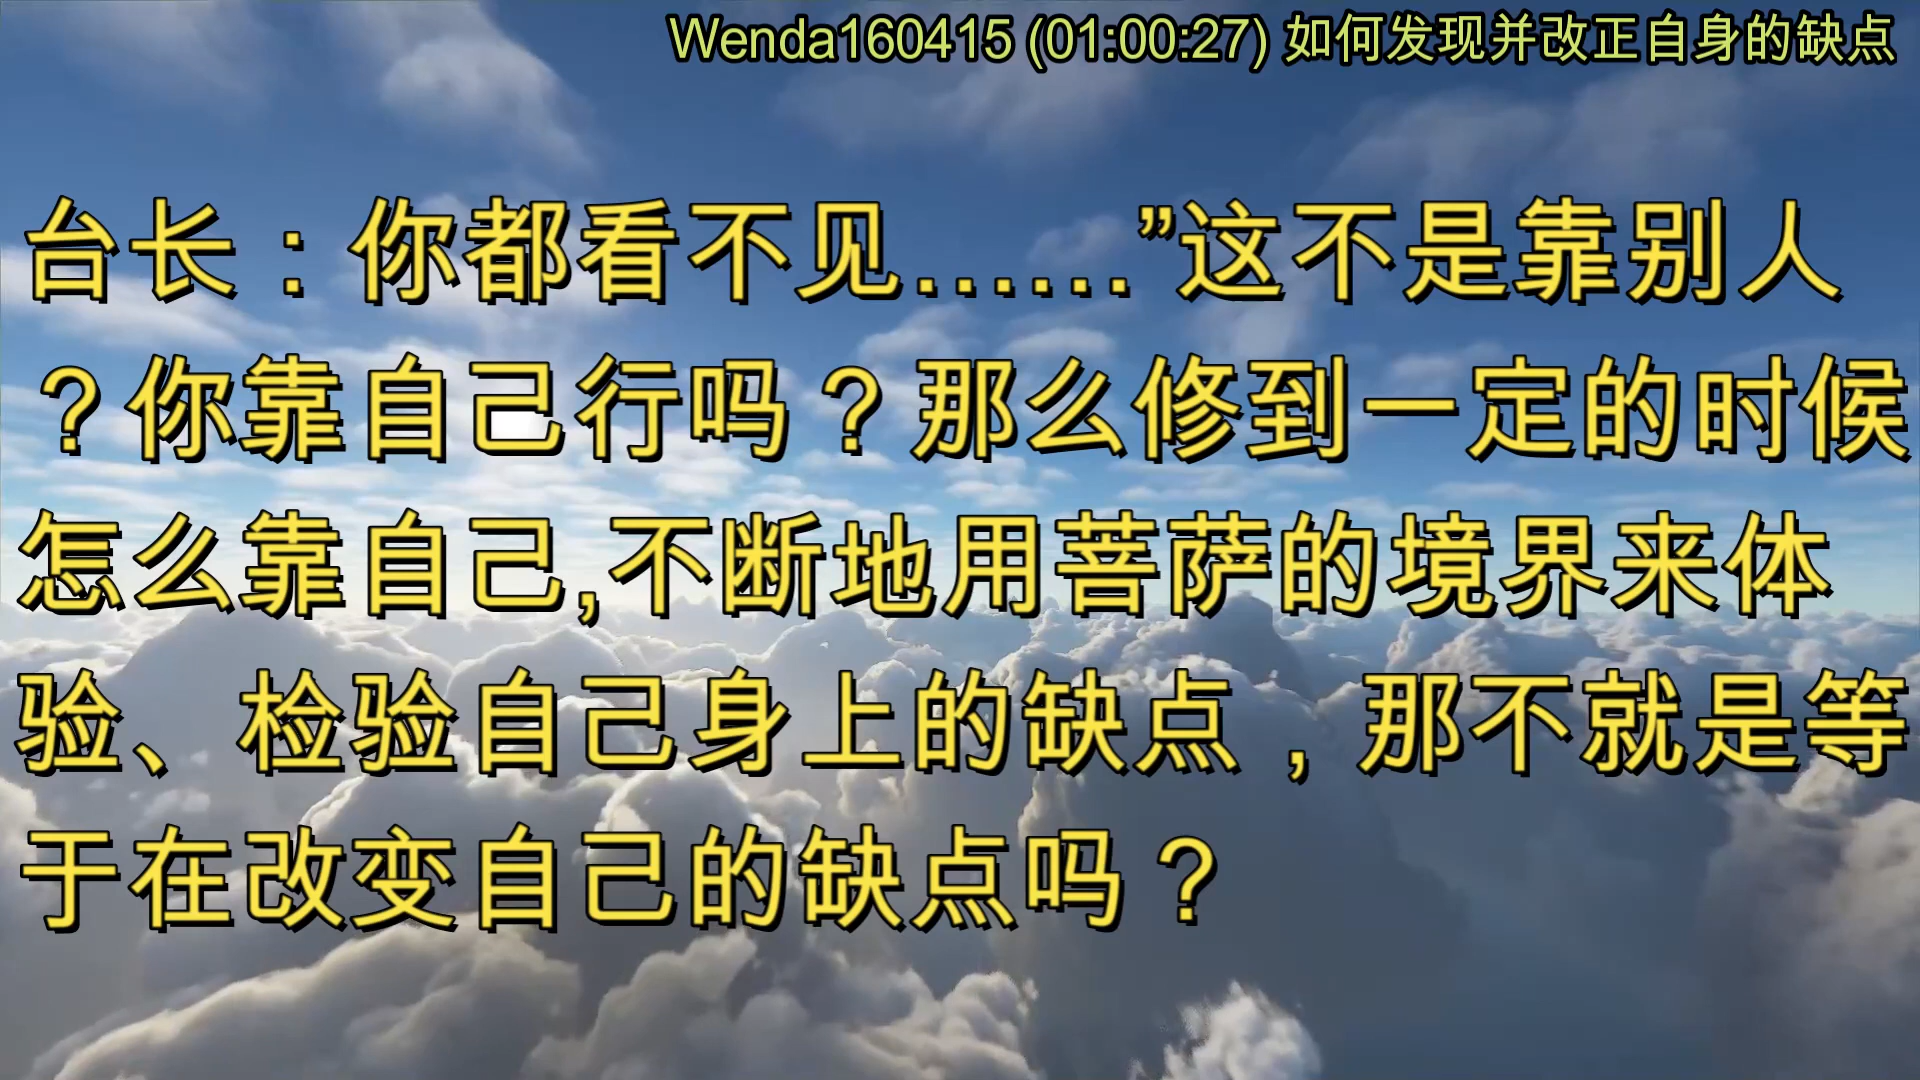 Wenda160415 (01:00:27) 如何发现并改正自身的缺点
台长：你都看不见……”这不是靠别人
？你靠自己行吗？那么修到一定的时候
怎么靠自己,不断地用菩萨的境界来体
验、检验自己身上的缺点，那不就是等
于在改变自己的缺点吗？